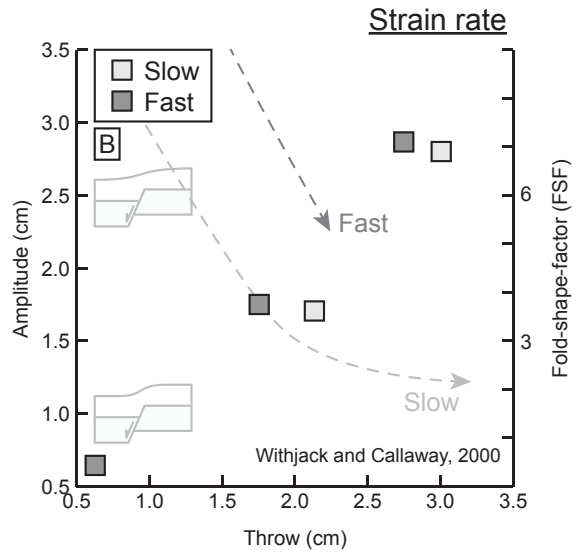 Strain rate
3.5
3.0
2.5
2.0
1.5
1.0
0.5
Amplitude (cm)
Slow
Fast
B
Fast
Slow
6
3
Fold-shape-factor (FSF)
Withjack and Callaway, 2000
0.5 1.0 1.5 2.0 2.5 3.0 3.5
Throw (cm)